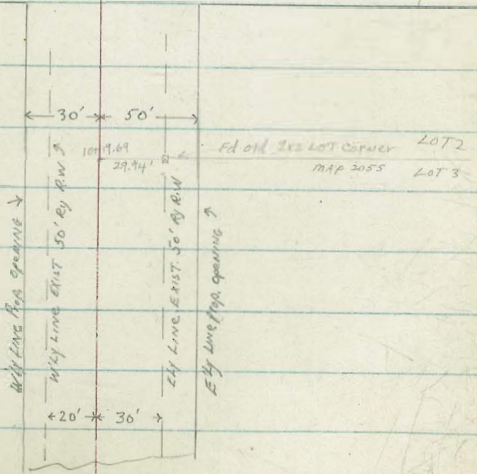 30' 50'
10+19.69
29.94'
Fd old 2x2 LOT Corner LOT 2
MAP 2055 LOT 3
W'ly LINE Prop. opening
W'ly LINE EXIST 50' Ry R.W
E'ly LINE EXIST. 50' Ry R.W
E'ly Line Prop. opening
20' 30'